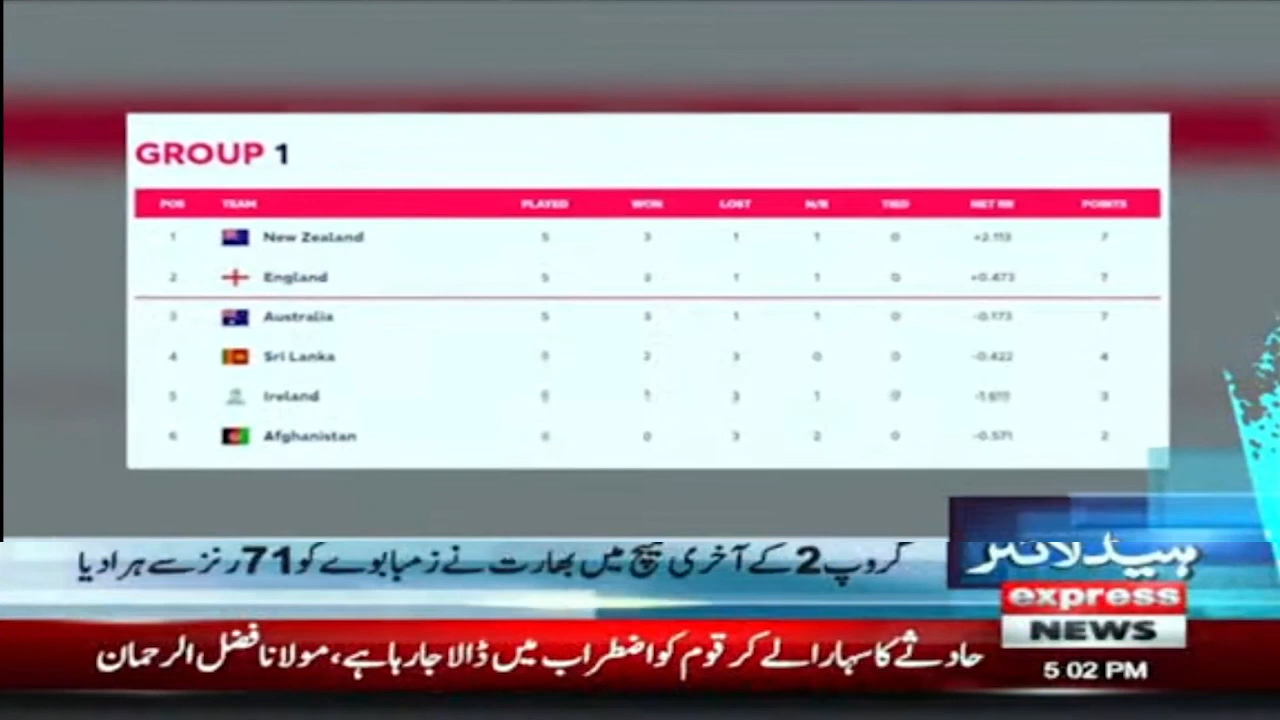 GROUP 1
POS TEAM PLAYED WON LOST N/R TIED NET RR POINTS
1 New Zealand 5 3 1 1 0 +2.113 7
2 England 5 3 1 1 0 +0.473 7
3 Australia 5 3 1 1 0 -0.173 7
4 Sri Lanka 2 3 0 0 -0.422 4
5 Ireland 1 3 1 0 3
6 Afghanistan 0 3 2 0 -0.571 2
ہیڈلائنز
گروپ 2 کے آخری میچ میں بھارت نے زمبابوے کو 71 رنز سے ہرا دیا
express
NEWS
حادثے کا سہارا لے کر قوم کو اضطراب میں ڈالا جا رہا ہے، مولانا فضل الرحمان
5:02 PM